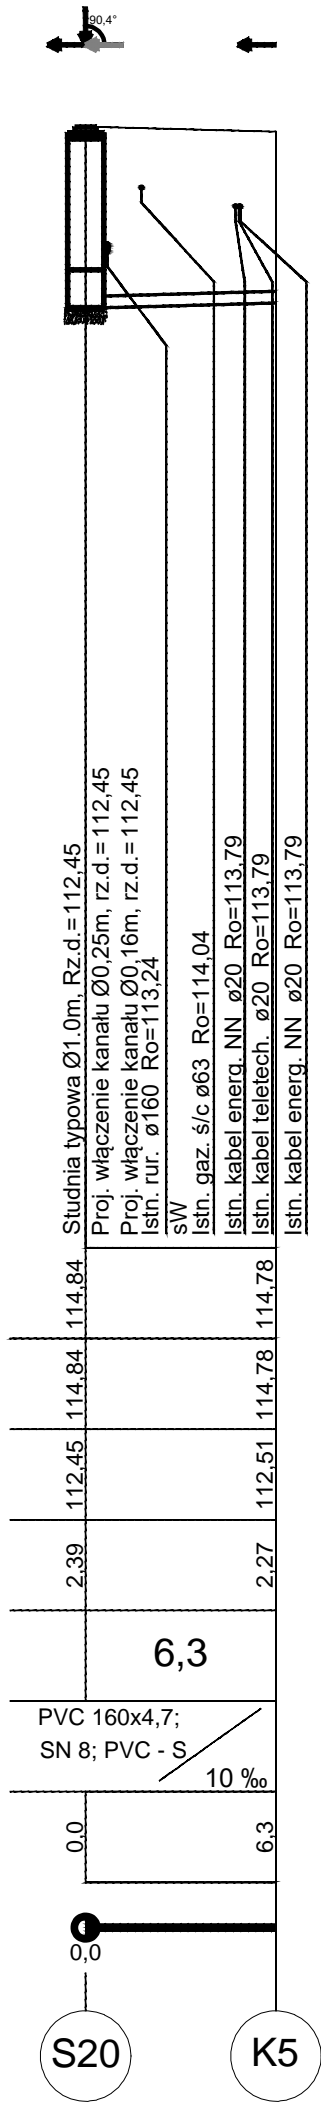 90,4°
Studnia typowa Ø1.0m, Rz.d.=112,45
Proj. włączenie kanału Ø0,25m, rz.d.=112,45
Proj. włączenie kanału Ø0,16m, rz.d.=112,45
Istn. rur. ø160 Ro=113,24
sW
Istn. gaz. ś/c ø63 Ro=114,04
Istn. kabel energ. NN ø20 Ro=113,79
Istn. kabel teletech. ø20 Ro=113,79
Istn. kabel energ. NN ø20 Ro=113,79
114,84 114,78
114,84 114,78
112,45 112,51
2,39 2,27
6,3
PVC 160x4,7;
SN 8; PVC - S
10 ‰
0,0 6,3
0,0
S20 K5